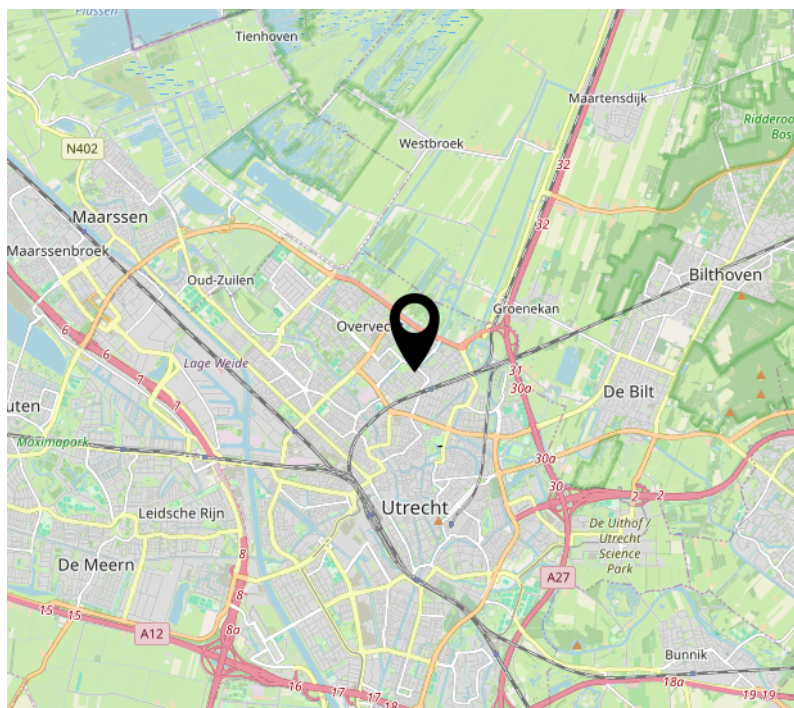 Plassen
Tienhoven
Maartensdijk
Ridderoo
Bos
N402
Westbroek
32
Maarssen
32
Maarssenbroek
Bilthoven
Oud-Zuilen
Groenekan
Overvec
6
6
Lage Weide
7
7
31
30a
De Bilt
uten
Maximapark
30a
30
2
2
Utrecht
Leidsche Rijn
De Uithof /
Utrecht
Science
Park
8
De Meern
A27
8
15
15
A12
8a
Bunnik
16
17
17
18
18a
19
19